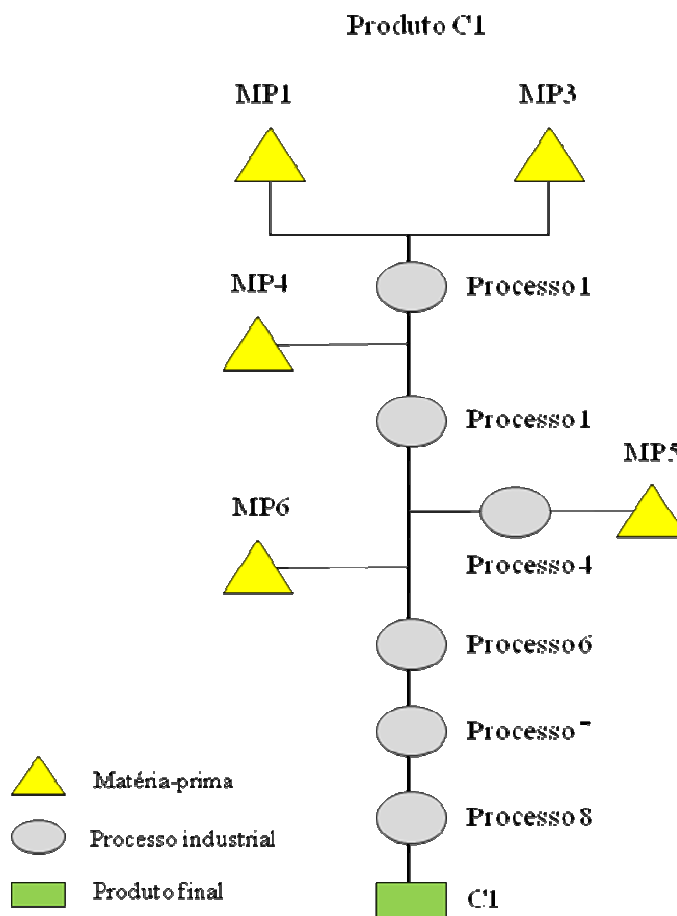 Produto C1
MP1
MP3
Processo 1
MP4
Processo 1
MP5
MP6
Processo 4
Processo 6
Processo 7
Processo 8
Matéria-prima
Processo industrial
Produto final
C1